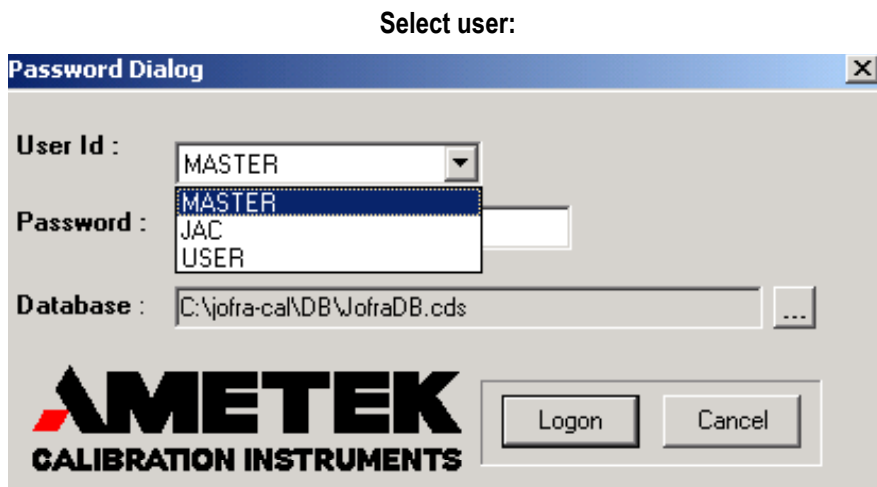 Select user:
Password Dialog
User Id :
MASTER
MASTER
JAC
USER
Password :
Database :
C:\jofra-cal\DB\JofraDB.cds
...
AMETEK
CALIBRATION INSTRUMENTS
Logon
Cancel